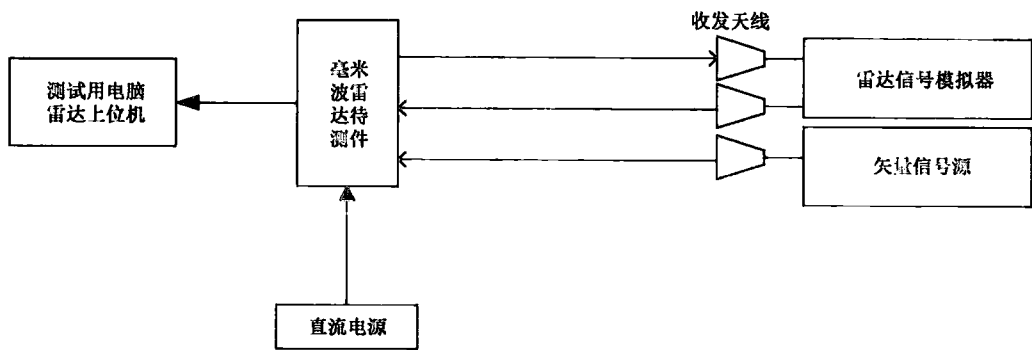 收发天线
测试用电脑
雷达上位机
毫米
波雷
达待
测件
雷达信号模拟器
矢量信号源
直流电源